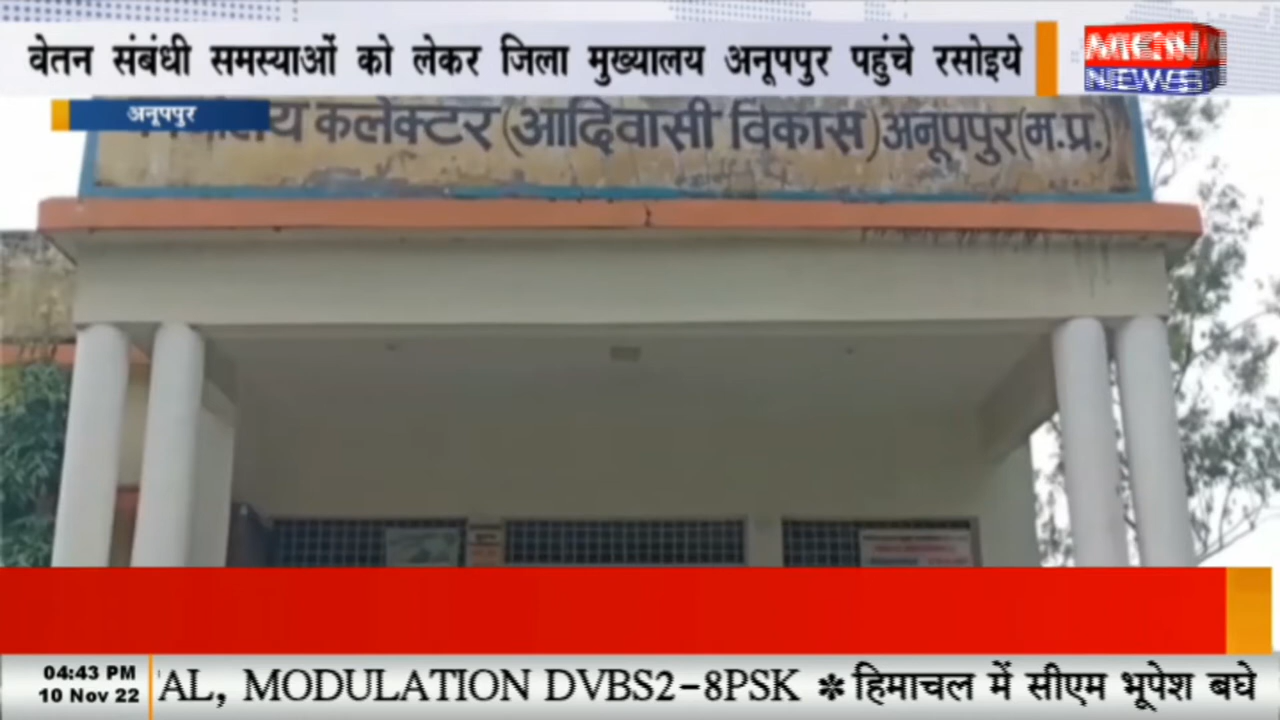 वेतन संबंधी समस्याओं को लेकर जिला मुख्यालय अनूपपुर पहुंचे रसोइये
NEWS
अनूपपुर
कलेक्टर (आदिवासी विकास) अनूपपुर (म.प्र.)
04:43 PM
10 Nov 22
AL, MODULATION DVBS2-8PSK * हिमाचल में सीएम भूपेश बघे